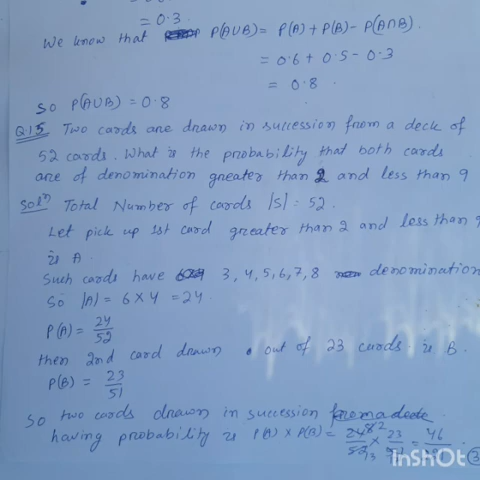 = 0.3
We know that P(AUB) = P(A) + P(B) - P(A∩B).
= 0.6 + 0.5 - 0.3
= 0.8.
So P(AUB) = 0.8
Q.15 Two cards are drawn in succession from a deck of
52 cards. What is the probability that both cards
are of denomination greater than 2 and less than 9
Solⁿ Total Number of cards |S| = 52.
Let pick up 1st card greater than 2 and less than 9
is A.
Such cards have 3, 4, 5, 6, 7, 8 denomination
So |A| = 6 × 4 = 24.
P(A) = 24/52
then 2nd card drawn out of 23 cards is B.
P(B) = 23/51
So two cards drawn in succession from a deck
having probability is P(A) × P(B) = 24/52 × 23/51 = 46
InShOt